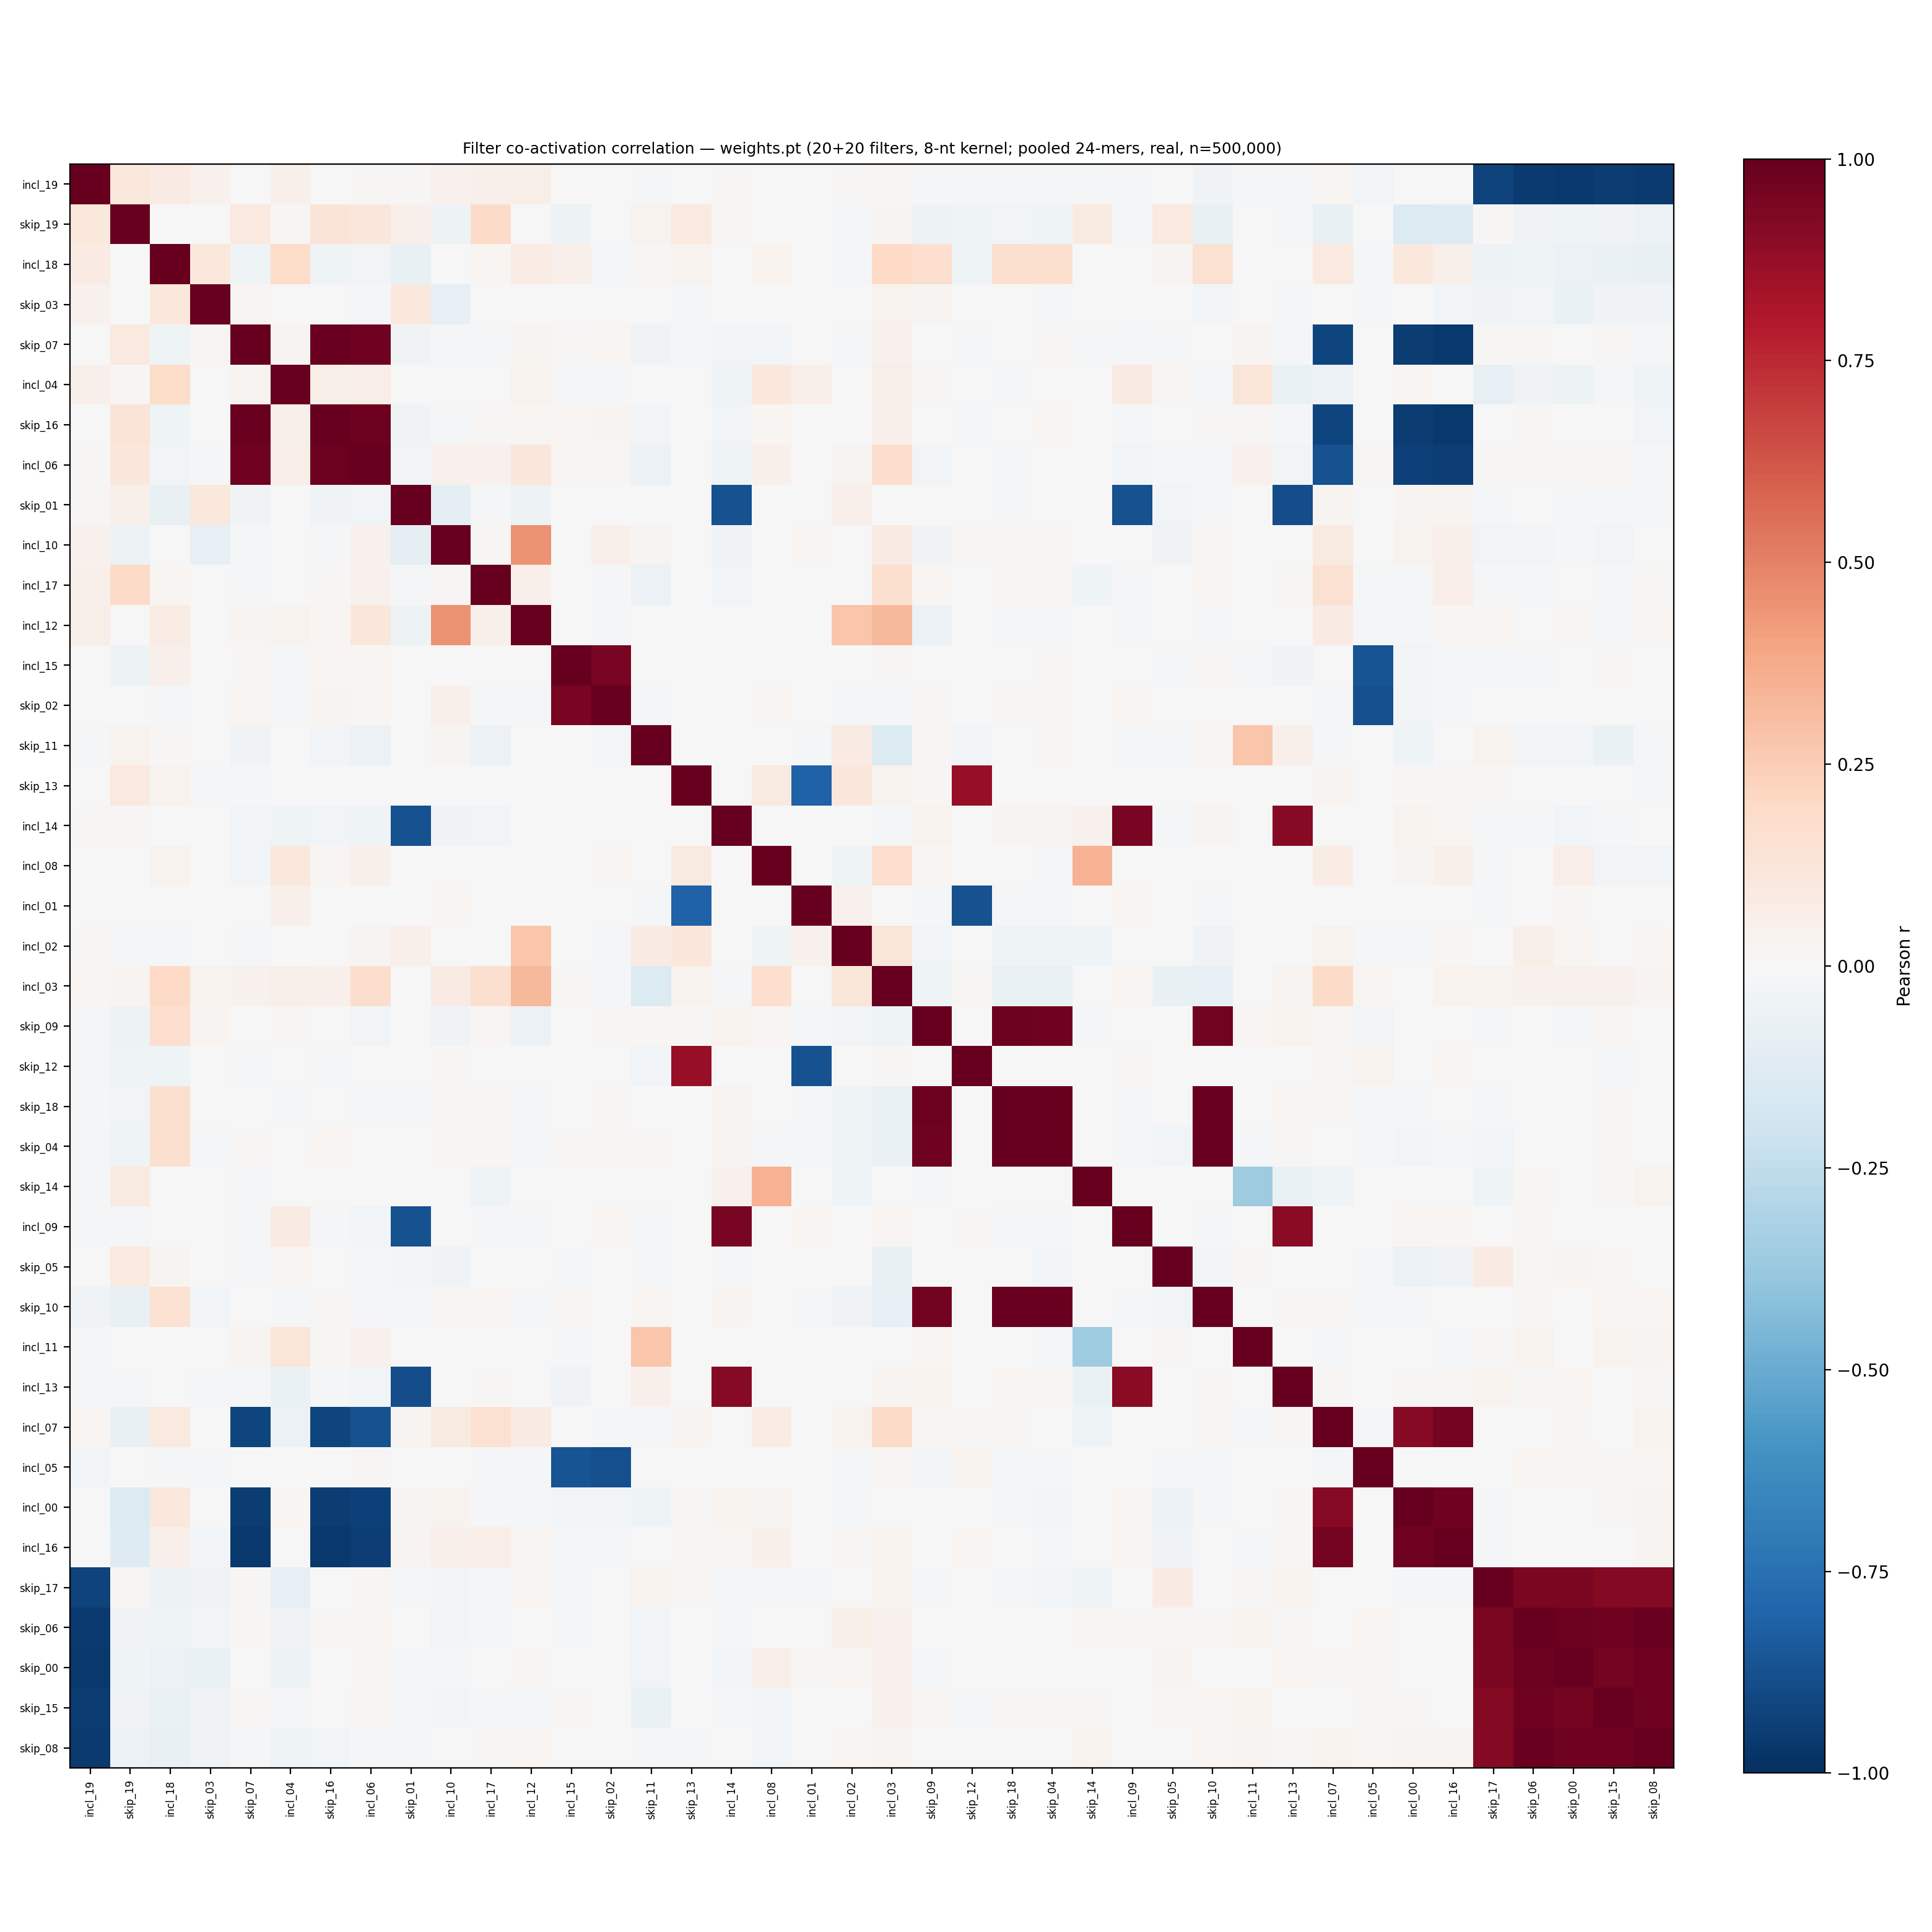 Filter co-activation correlation — weights.pt (20+20 filters, 8-nt kernel; pooled 24-mers, real, n=500,000)
incl_19
skip_19
incl_18
skip_03
skip_07
incl_04
skip_16
incl_06
skip_01
incl_10
incl_17
incl_12
incl_15
skip_02
skip_11
skip_13
incl_14
incl_08
incl_01
incl_02
incl_03
skip_09
skip_12
skip_18
skip_04
skip_14
incl_09
skip_05
skip_10
incl_11
incl_13
incl_07
incl_05
incl_00
incl_16
skip_17
skip_06
skip_00
skip_15
skip_08
incl_19
skip_19
incl_18
skip_03
skip_07
incl_04
skip_16
incl_06
skip_01
incl_10
incl_17
incl_12
incl_15
skip_02
skip_11
skip_13
incl_14
incl_08
incl_01
incl_02
incl_03
skip_09
skip_12
skip_18
skip_04
skip_14
incl_09
skip_05
skip_10
incl_11
incl_13
incl_07
incl_05
incl_00
incl_16
skip_17
skip_06
skip_00
skip_15
skip_08
1.00
0.75
0.50
0.25
0.00
−0.25
−0.50
−0.75
−1.00
Pearson r